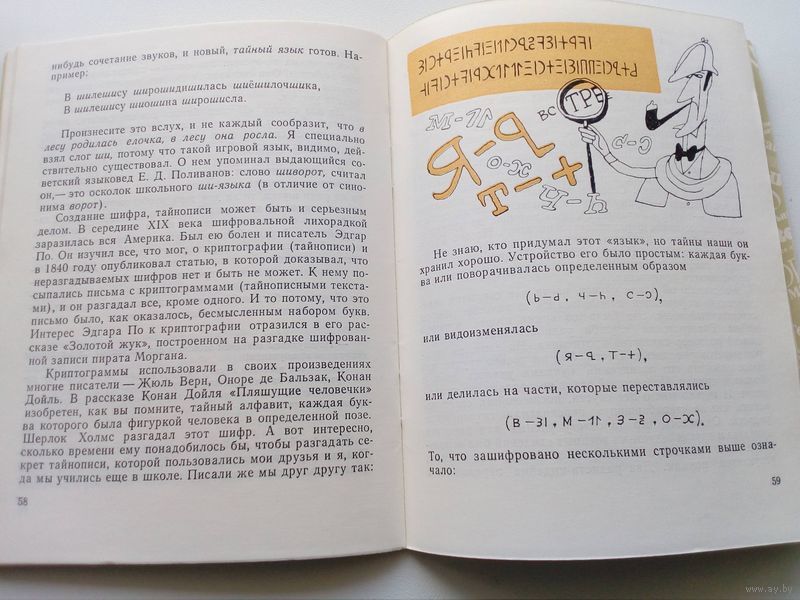 нибудь сочетание звуков, и новый, тайный язык готов. На-
пример:
В шилешису широшидишилась шиёшилочшика,
В шилешису шиошина широшисла.
Произнесите это вслух, и не каждый сообразит, что в
лесу родилась елочка, в лесу она росла. Я специально
взял слог ши, потому что такой игровой язык, видимо, дей-
ствительно существовал. О нем упоминал выдающийся со-
ветский языковед Е. Д. Поливанов: слово шиворот, считал
он,— это осколок школьного ши-языка (в отличие от сино-
нима ворот).
Создание шифра, тайнописи может быть и серьезным
делом. В середине XIX века шифровальной лихорадкой
заразилась вся Америка. Был ею болен и писатель Эдгар
По. Он изучил все, что мог, о криптографии (тайнописи) и
в 1840 году опубликовал статью, в которой доказывал, что
неразгадываемых шифров нет и быть не может. К нему по-
сыпались письма с криптограммами (тайнописными текста-
ми), и он разгадал все, кроме одного. И то потому, что это
письмо было, как оказалось, бессмысленным набором букв.
Интерес Эдгара По к криптографии отразился в его рас-
сказе «Золотой жук», построенном на разгадке шифрован-
ной записи пирата Моргана.
Криптограммы использовали в своих произведениях
многие писатели — Жюль Верн, Оноре де Бальзак, Конан
Дойль. В рассказе Конан Дойля «Пляшущие человечки»
изобретен, как вы помните, тайный алфавит, каждая бук-
ва которого была фигуркой человека в определенной позе.
Шерлок Холмс разгадал этот шифр. А вот интересно,
сколько времени ему понадобилось бы, чтобы разгадать се-
крет тайнописи, которой пользовались мои друзья и я, ког-
да мы учились еще в школе. Писали же мы друг другу так:
58
ВС ТРЕ
Не знаю, кто придумал этот «язык», но тайны наши он
хранил хорошо. Устройство его было простым: каждая бук-
ва или поворачивалась определенным образом
или видоизменялась
или делилась на части, которые переставлялись
То, что зашифровано несколькими строчками выше озна-
чало:
59
www.ay.by